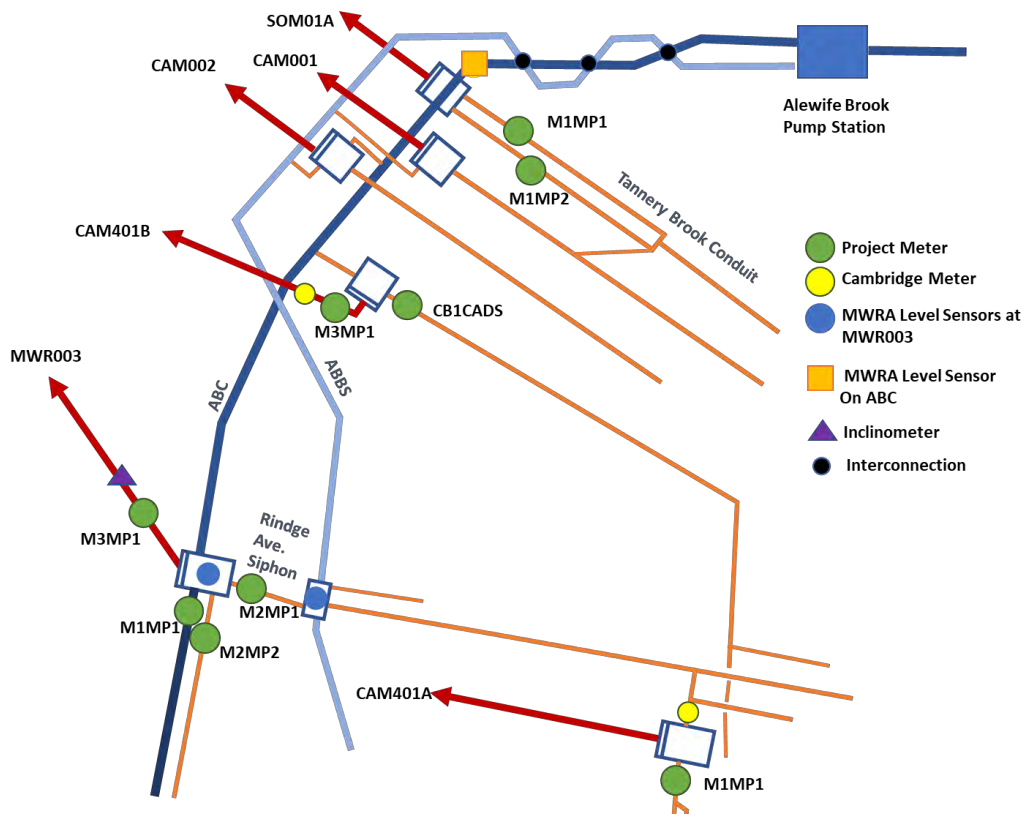 SOM01A
CAM002
CAM001
M1MP1
M1MP2
Alewife Brook
Pump Station
Tannery Brook Conduit
CAM401B
M3MP1
CB1CADS
Project Meter
Cambridge Meter
MWRA Level Sensors at
MWR003
MWRA Level Sensor
On ABC
Inclinometer
Interconnection
MWR003
ABC
ABBS
M3MP1
Rindge
Ave.
Siphon
M2MP1
M1MP1
M2MP2
CAM401A
M1MP1